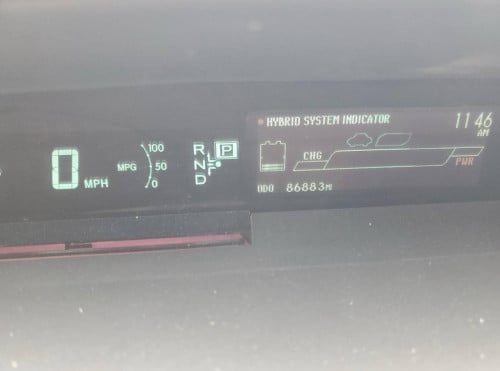 HYBRID SYSTEM INDICATOR
11 46
AM
0 MPH
MPG
100
50
0
R
N
D
P
CHG
PWR
ODO 86883MI